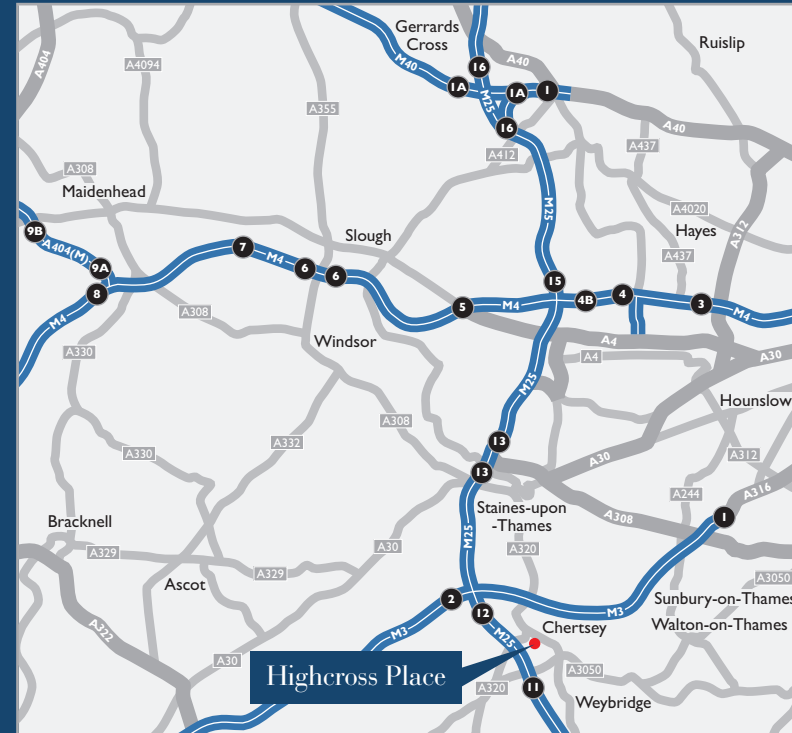 Gerrards
Cross
Ruislip
A404
A4094
M40
16
A40
1A
1A
1
M25
A355
16
A40
A412
A437
A308
Maidenhead
M25
A4020
Hayes
A312
9B
A404(M)
Slough
7
M4
A437
9A
6
6
15
8
4B
4
3
5
M4
M4
M4
A308
Windsor
A4
A330
A4
A30
M25
Hounslow
A308
A332
13
A330
A30
A312
13
A244
A316
Bracknell
Staines-upon
-Thames
A308
1
M25
A30
A320
A329
A329
Ascot
A3050
2
Sunbury-on-Thames
12
M3
A322
M3
M25
Chertsey
Walton-on-Thames
A30
Highcross Place
A3050
A320
11
Weybridge